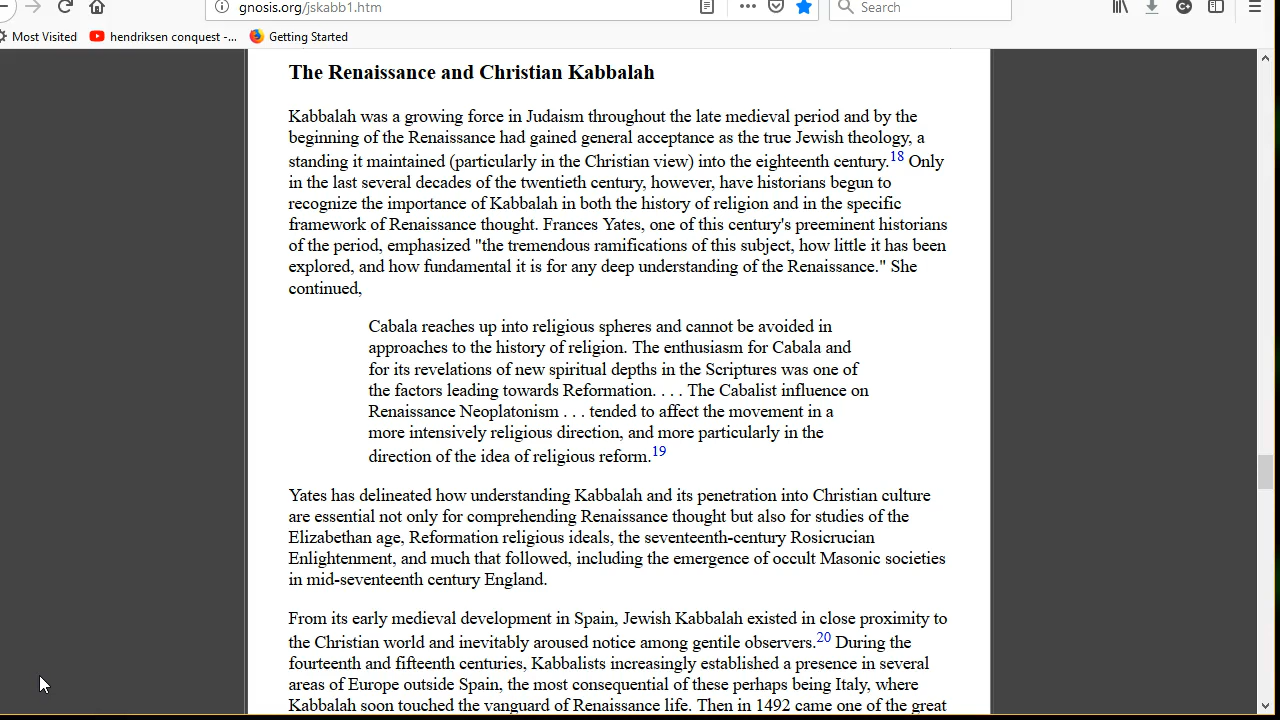 gnosis.org/jskabb1.htm
Search
Most Visited
hendriksen conquest -...
Getting Started
The Renaissance and Christian Kabbalah
Kabbalah was a growing force in Judaism throughout the late medieval period and by the
beginning of the Renaissance had gained general acceptance as the true Jewish theology, a
standing it maintained (particularly in the Christian view) into the eighteenth century.18 Only
in the last several decades of the twentieth century, however, have historians begun to
recognize the importance of Kabbalah in both the history of religion and in the specific
framework of Renaissance thought. Frances Yates, one of this century's preeminent historians
of the period, emphasized "the tremendous ramifications of this subject, how little it has been
explored, and how fundamental it is for any deep understanding of the Renaissance." She
continued,
Cabala reaches up into religious spheres and cannot be avoided in
approaches to the history of religion. The enthusiasm for Cabala and
for its revelations of new spiritual depths in the Scriptures was one of
the factors leading towards Reformation. . . . The Cabalist influence on
Renaissance Neoplatonism . . . tended to affect the movement in a
more intensively religious direction, and more particularly in the
direction of the idea of religious reform.19
Yates has delineated how understanding Kabbalah and its penetration into Christian culture
are essential not only for comprehending Renaissance thought but also for studies of the
Elizabethan age, Reformation religious ideals, the seventeenth-century Rosicrucian
Enlightenment, and much that followed, including the emergence of occult Masonic societies
in mid-seventeenth century England.
From its early medieval development in Spain, Jewish Kabbalah existed in close proximity to
the Christian world and inevitably aroused notice among gentile observers.20 During the
fourteenth and fifteenth centuries, Kabbalists increasingly established a presence in several
areas of Europe outside Spain, the most consequential of these perhaps being Italy, where
Kabbalah soon touched the vanguard of Renaissance life. Then in 1492 came one of the great